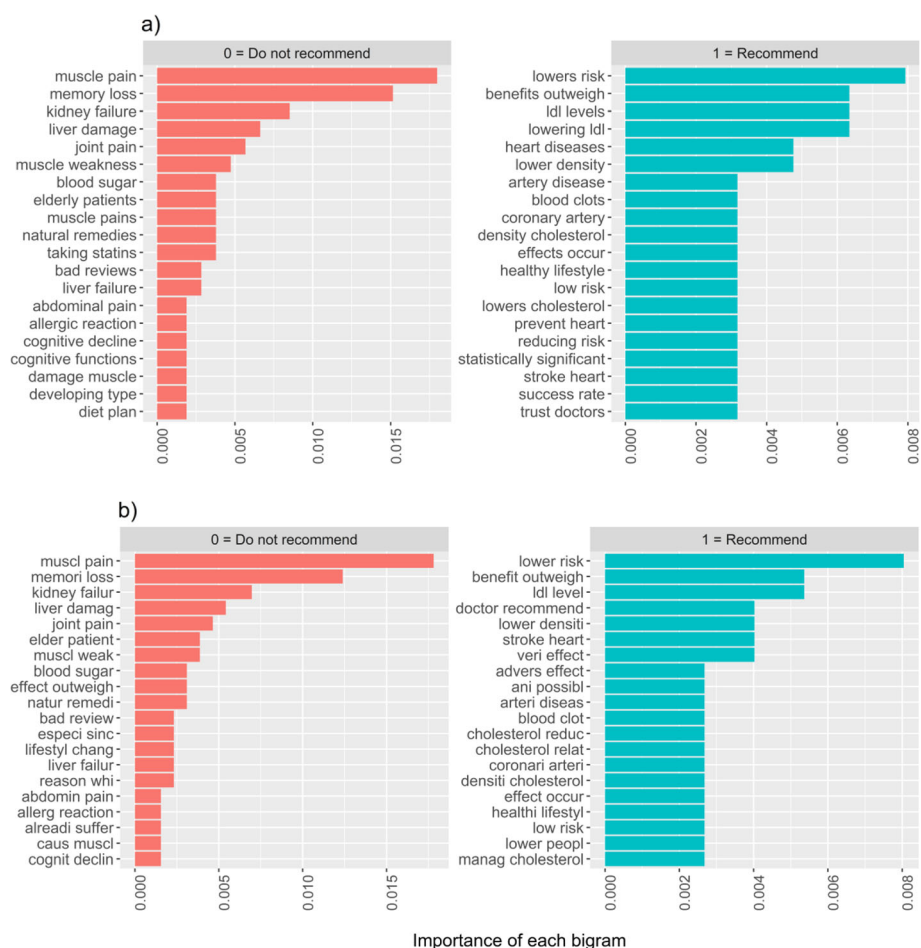 a)
0 = Do not recommend
muscle pain
memory loss
kidney failure
liver damage
joint pain
muscle weakness
blood sugar
elderly patients
muscle pains
natural remedies
taking statins
bad reviews
liver failure
abdominal pain
allergic reaction
cognitive decline
cognitive functions
damage muscle
developing type
diet plan
0.000
0.005
0.010
0.015
1 = Recommend
lowers risk
benefits outweigh
ldl levels
lowering ldl
heart diseases
lower density
artery disease
blood clots
coronary artery
density cholesterol
effects occur
healthy lifestyle
low risk
lowers cholesterol
prevent heart
reducing risk
statistically significant
stroke heart
success rate
trust doctors
0.000
0.002
0.004
0.006
0.008
b)
0 = Do not recommend
muscl pain
memori loss
kidney failur
liver damag
joint pain
elder patient
muscl weak
blood sugar
effect outweigh
natur remedi
bad review
especi sinc
lifestyl chang
liver failur
reason whi
abdomin pain
allerg reaction
alreadi suffer
caus muscl
cognit declin
0.000
0.005
0.010
0.015
1 = Recommend
lower risk
benefit outweigh
ldl level
doctor recommend
lower densiti
stroke heart
veri effect
advers effect
ani possibl
arteri diseas
blood clot
cholesterol reduc
cholesterol relat
coronari arteri
densiti cholesterol
effect occur
healthi lifestyl
low risk
lower peopl
manag cholesterol
0.000
0.002
0.004
0.006
0.008
Importance of each bigram